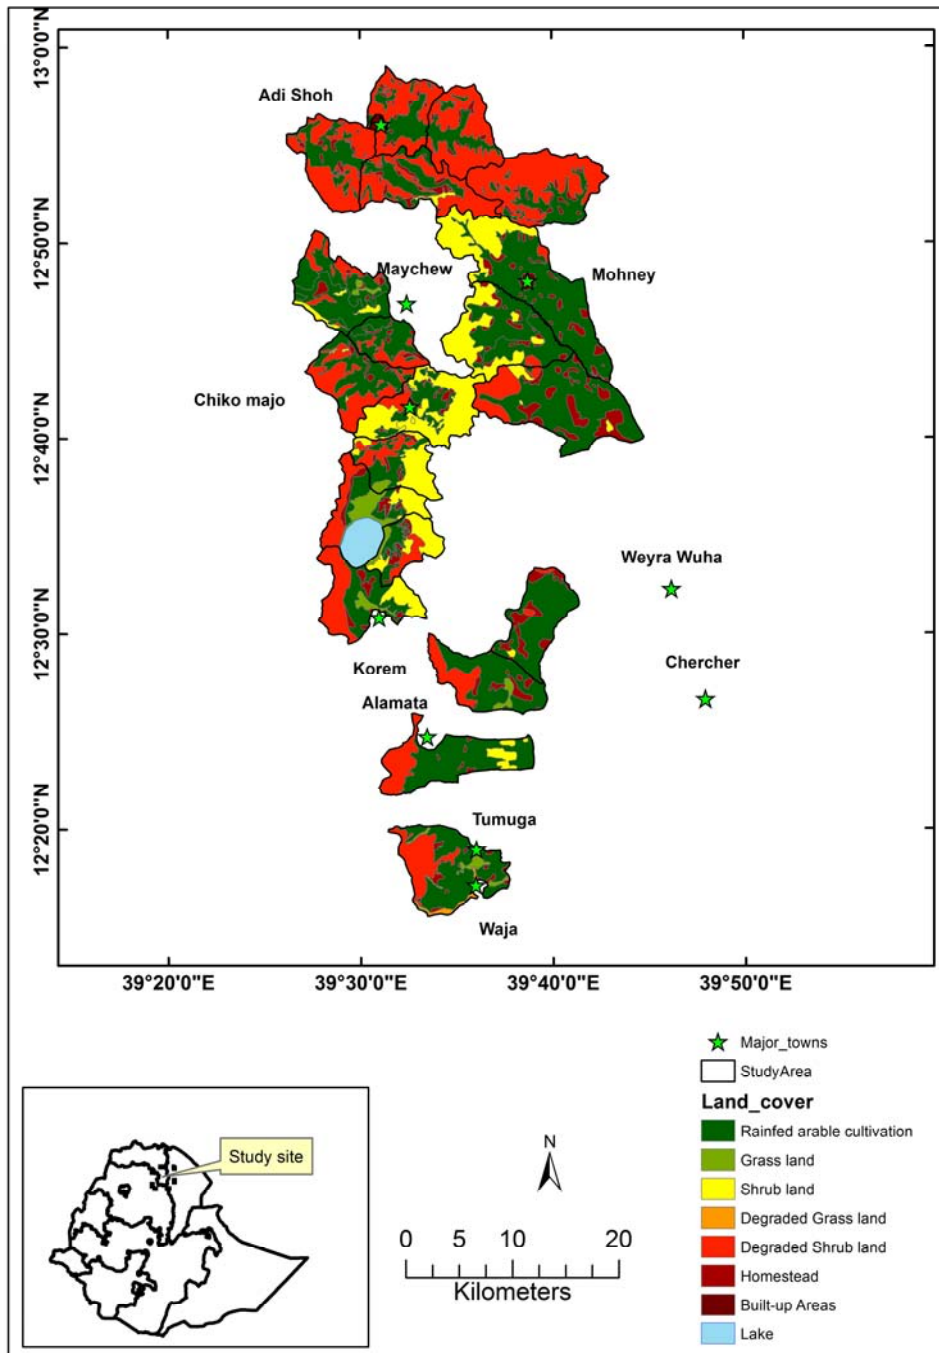 13°0'0"N
Adi Shoh
12°50'0"N
Maychew
Mohney
Chiko majo
12°40'0"N
Weyra Wuha
12°30'0"N
Korem
Chercher
Alamata
12°20'0"N
Tumuga
Waja
39°20'0"E 39°30'0"E 39°40'0"E 39°50'0"E
Major_towns
StudyArea
Land_cover
Rainfed arable cultivation
Grass land
Shrub land
Degraded Grass land
Degraded Shrub land
Homestead
Built-up Areas
Lake
Study site
N
0 5 10 20
Kilometers